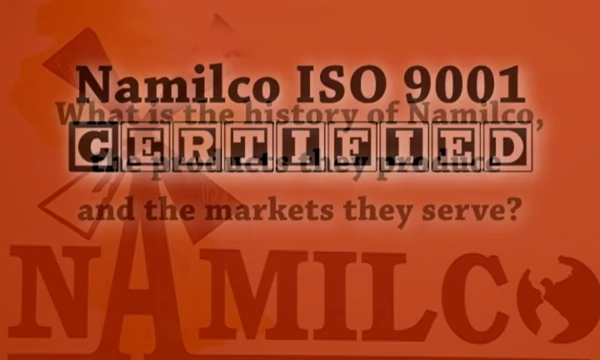 Namilco ISO 9001
What is the history of Namilco,
CERTIFIED
the products they produce
and the markets they serve?
NAMILCO